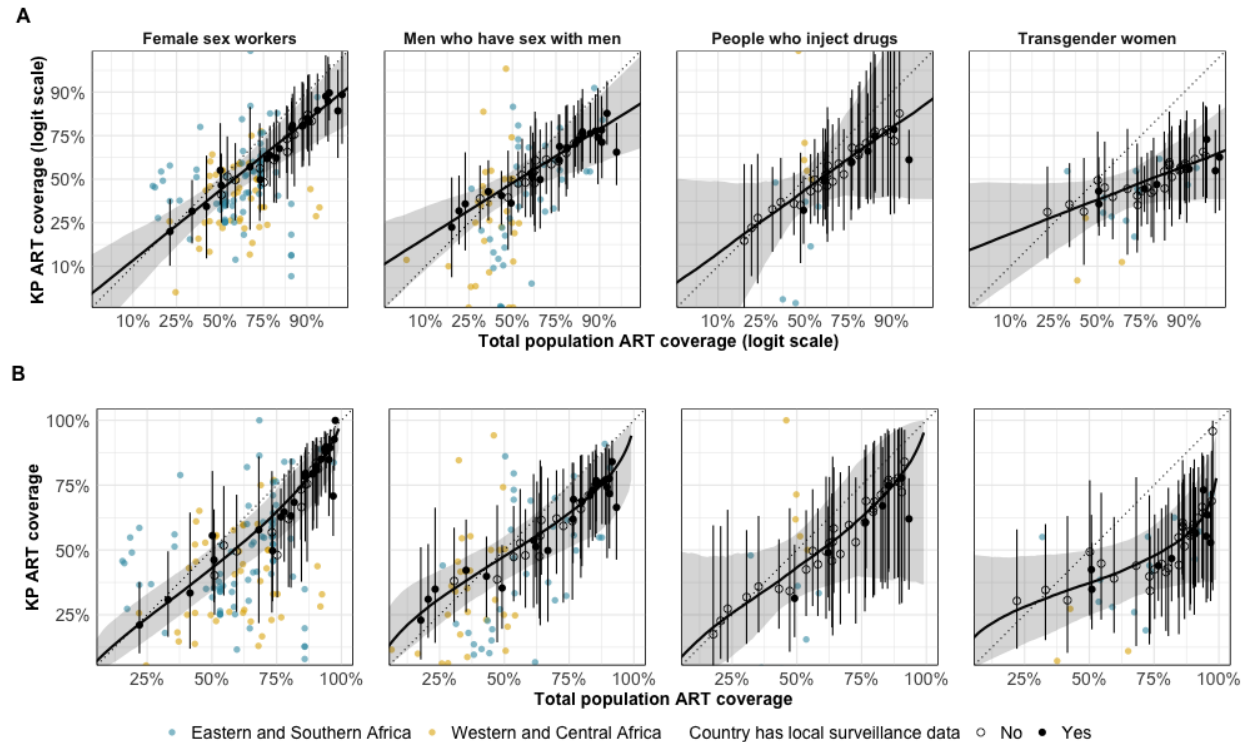 A
Female sex workers
Men who have sex with men
People who inject drugs
Transgender women
KP ART coverage (logit scale)
90%
75%
50%
25%
10%
10% 25% 50% 75% 90%
10% 25% 50% 75% 90%
10% 25% 50% 75% 90%
10% 25% 50% 75% 90%
Total population ART coverage (logit scale)
B
KP ART coverage
100%
75%
50%
25%
25% 50% 75% 100%
25% 50% 75% 100%
25% 50% 75% 100%
25% 50% 75% 100%
Total population ART coverage
Eastern and Southern Africa Western and Central Africa Country has local surveillance data No Yes